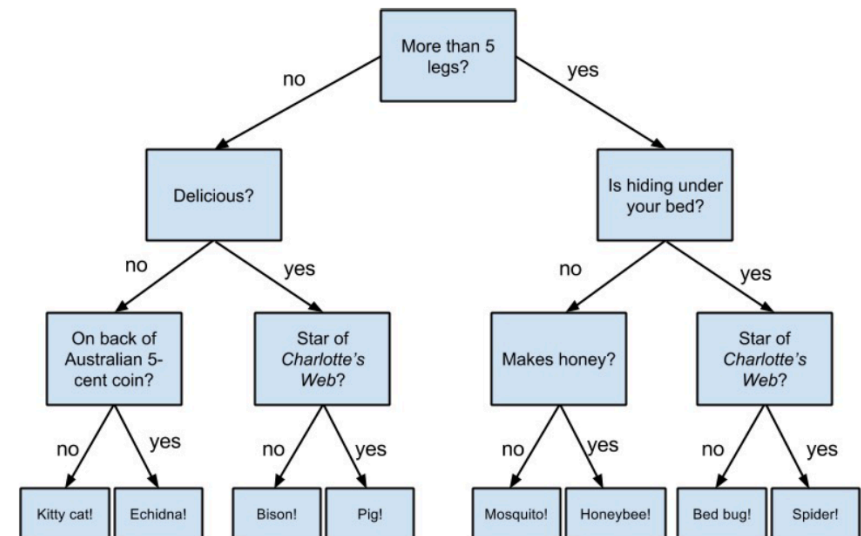 More than 5
legs?
no
yes
Delicious?
Is hiding under
your bed?
no
yes
no
yes
On back of
Australian 5-
cent coin?
Star of
Charlotte's
Web?
Makes honey?
Star of
Charlotte's
Web?
no
yes
no
yes
no
yes
no
yes
Kitty cat!
Echidna!
Bison!
Pig!
Mosquito!
Honeybee!
Bed bug!
Spider!